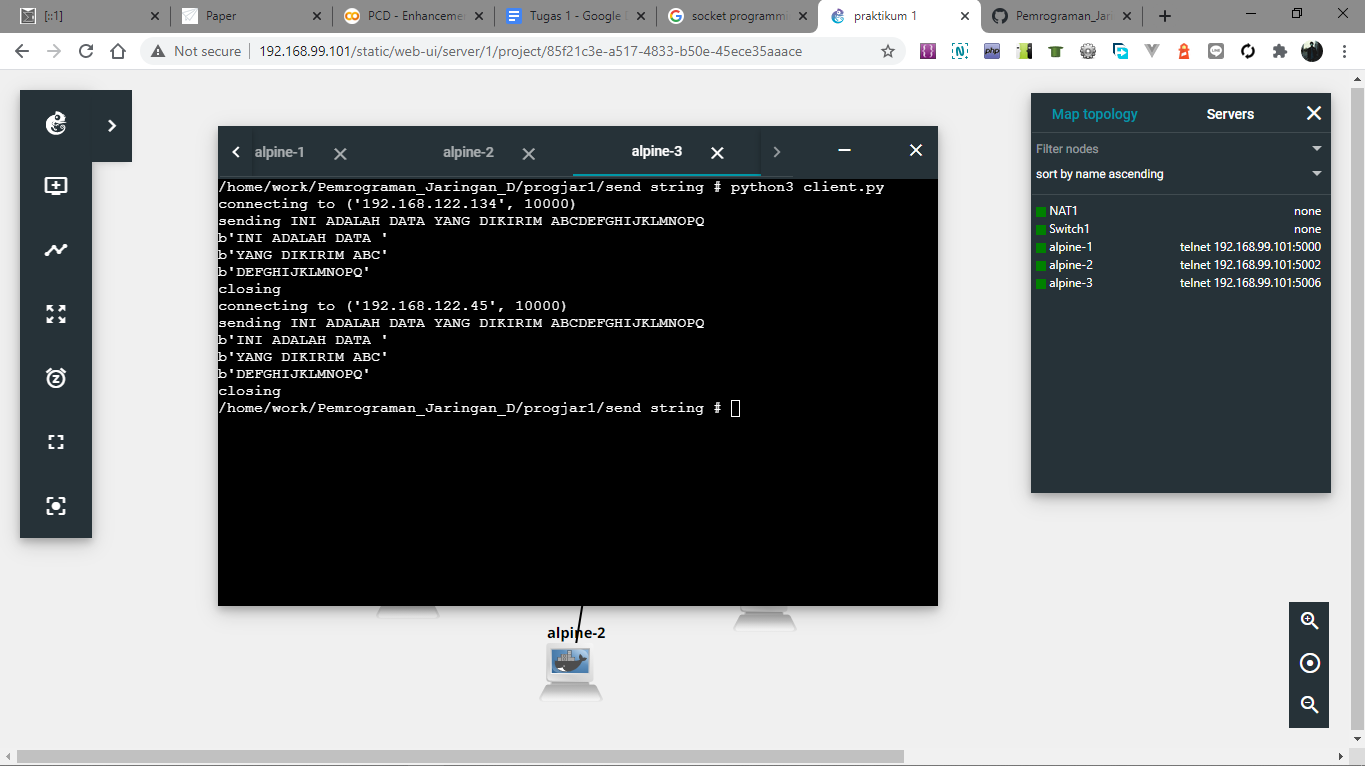 [::1]
Paper
PCD - Enhancemen
Tugas 1 - Google
socket programm
praktikum 1
Pemrograman_Jari
Not secure
192.168.99.101/static/web-ui/server/1/project/85f21c3e-a517-4833-b50e-45ece35aaace
alpine-1
alpine-2
alpine-3
/home/work/Pemrograman_Jaringan_D/progjar1/send string # python3 client.py
connecting to ('192.168.122.134', 10000)
sending INI ADALAH DATA YANG DIKIRIM ABCDEFGHIJKLMNOPQ
b'INI ADALAH DATA '
b'YANG DIKIRIM ABC'
b'DEFGHIJKLMNOPQ'
closing
connecting to ('192.168.122.45', 10000)
sending INI ADALAH DATA YANG DIKIRIM ABCDEFGHIJKLMNOPQ
b'INI ADALAH DATA '
b'YANG DIKIRIM ABC'
b'DEFGHIJKLMNOPQ'
closing
/home/work/Pemrograman_Jaringan_D/progjar1/send string #
Map topology
Servers
Filter nodes
sort by name ascending
NAT1 none
Switch1 none
alpine-1 telnet 192.168.99.101:5000
alpine-2 telnet 192.168.99.101:5002
alpine-3 telnet 192.168.99.101:5006
alpine-2